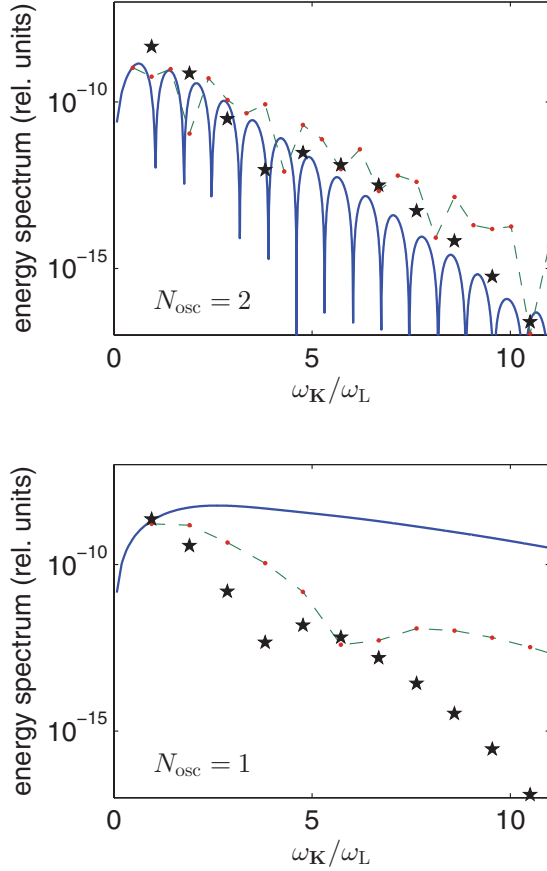 energy spectrum (rel. units)
10⁻¹⁰
10⁻¹⁵
N_osc = 2
0 5 10
ω_K/ω_L
energy spectrum (rel. units)
10⁻¹⁰
10⁻¹⁵
N_osc = 1
0 5 10
ω_K/ω_L